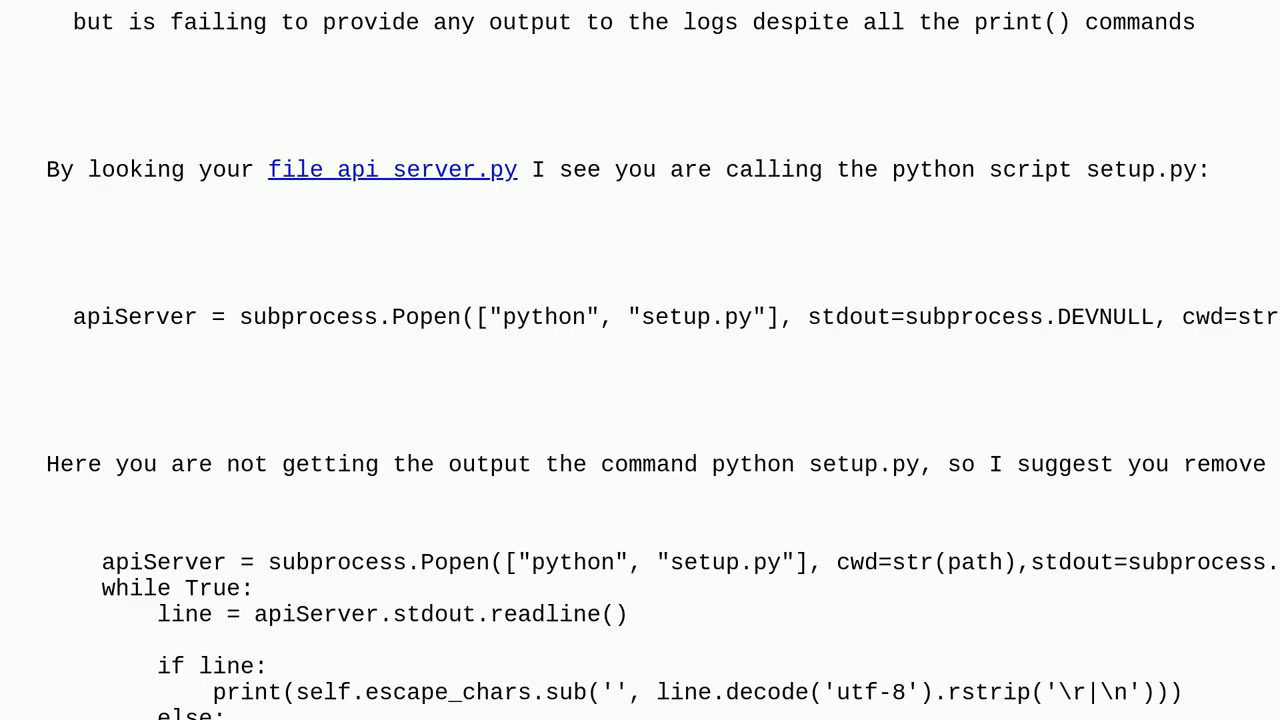 but is failing to provide any output to the logs despite all the print() commands
By looking your file api server.py I see you are calling the python script setup.py:
apiServer = subprocess.Popen(["python", "setup.py"], stdout=subprocess.DEVNULL, cwd=str
Here you are not getting the output the command python setup.py, so I suggest you remove
apiServer = subprocess.Popen(["python", "setup.py"], cwd=str(path),stdout=subprocess.
while True:
line = apiServer.stdout.readline()
if line:
print(self.escape_chars.sub('', line.decode('utf-8').rstrip('\r|\n')))
else: